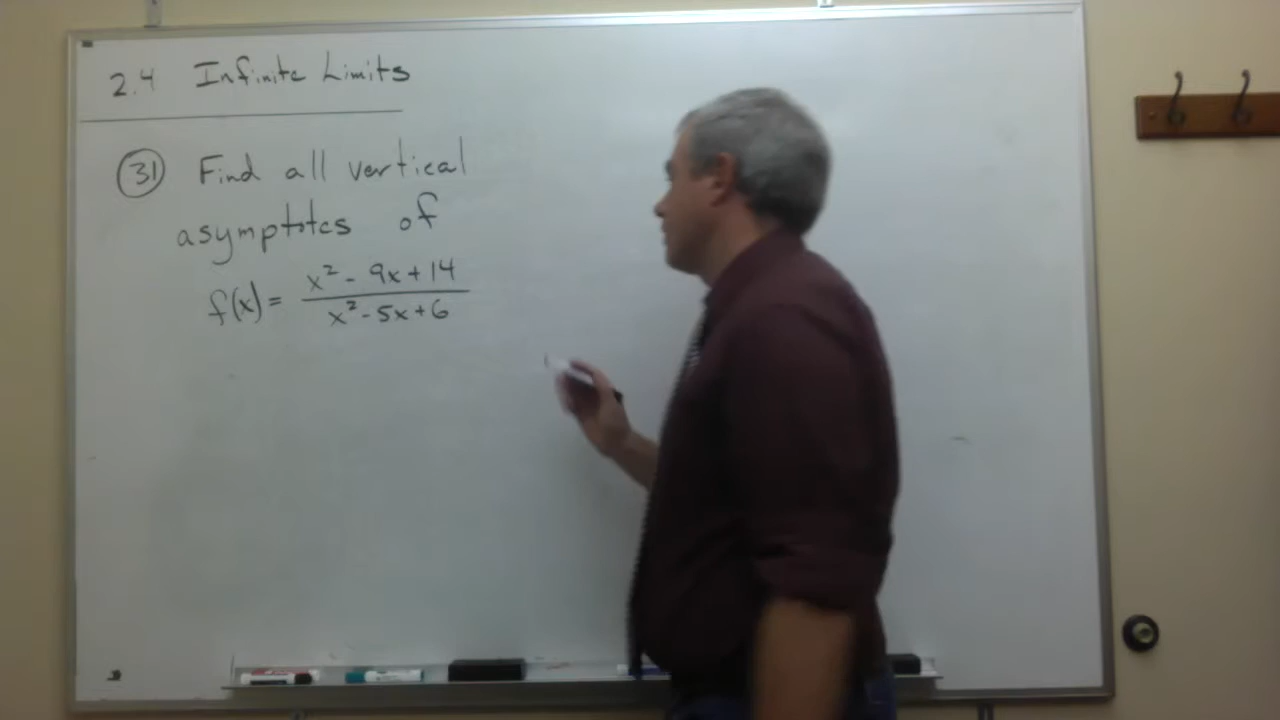 2.4 Infinite Limits
31 Find all vertical
asymptotes of
f(x) = (x² - 9x + 14)/(x² - 5x + 6)